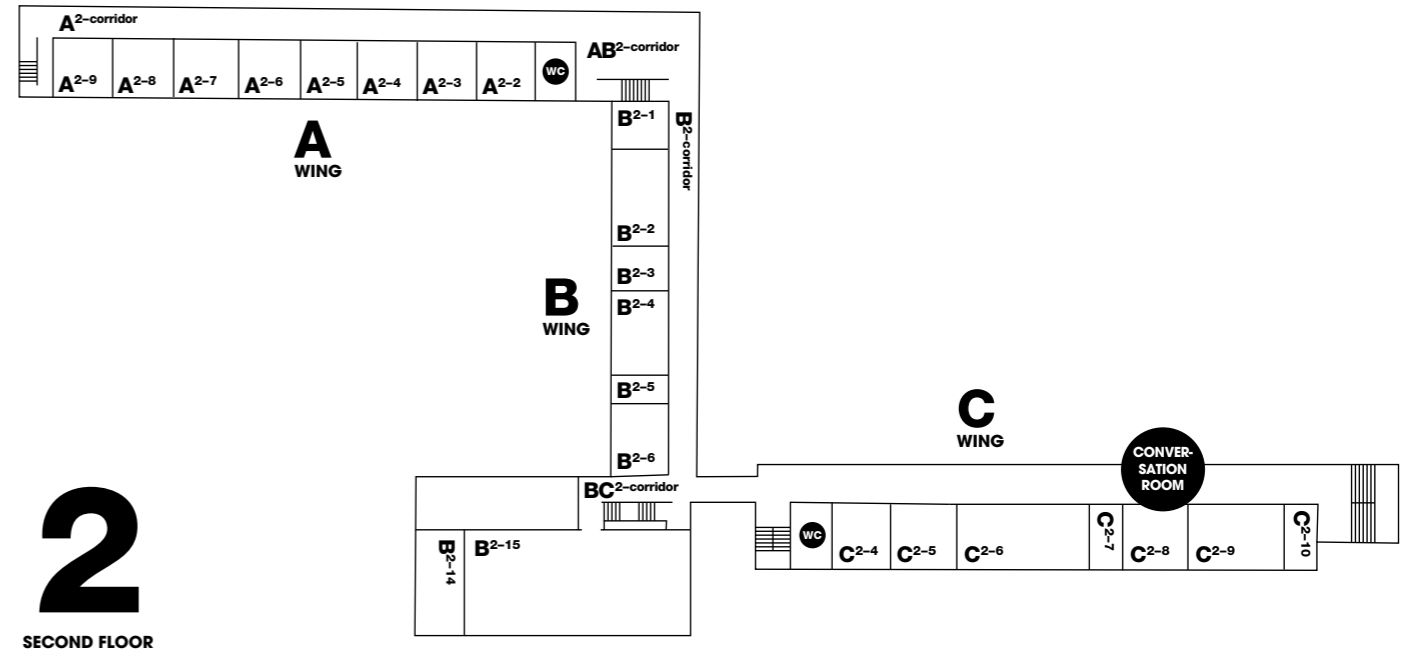 A2–corridor
AB2–corridor
A2–9
A2–8
A2–7
A2–6
A2–5
A2–4
A2–3
A2–2
WC
A
WING
B2–1
B2–corridor
B2–2
B2–3
B2–4
B
WING
B2–5
B2–6
BC2–corridor
B2–14
B2–15
C
WING
CONVER-
SATION
ROOM
WC
C2–4
C2–5
C2–6
C2–7
C2–8
C2–9
C2–10
2
SECOND FLOOR